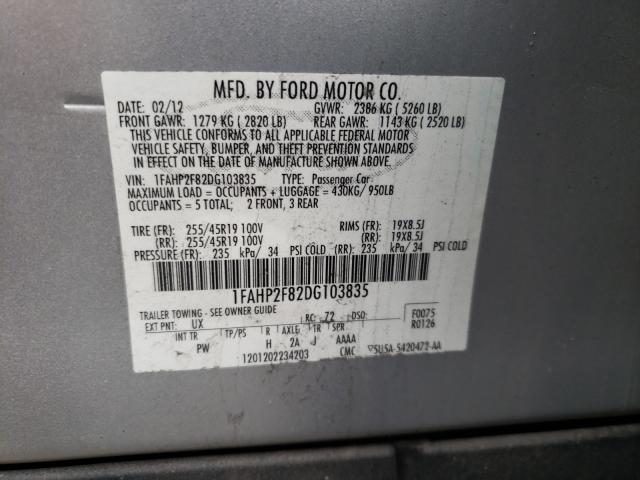 MFD. BY FORD MOTOR CO.
DATE: 02/12 GVWR: 2386 KG ( 5260 LB)
FRONT GAWR: 1279 KG ( 2820 LB) REAR GAWR: 1143 KG ( 2520 LB)
THIS VEHICLE CONFORMS TO ALL APPLICABLE FEDERAL MOTOR
VEHICLE SAFETY, BUMPER, AND THEFT PREVENTION STANDARDS
IN EFFECT ON THE DATE OF MANUFACTURE SHOWN ABOVE.
VIN: 1FAHP2F82DG103835 TYPE: Passenger Car
MAXIMUM LOAD = OCCUPANTS + LUGGAGE = 430KG/ 950LB
OCCUPANTS = 5 TOTAL; 2 FRONT, 3 REAR
TIRE (FR): 255/45R19 100V RIMS (FR): 19X8.5J
(RR): 255/45R19 100V (RR): 19X8.5J
PRESSURE (FR): 235 kPa/ 34 PSI COLD (RR): 235 kPa/ 34 PSI COLD
1FAHP2F82DG103835
TRAILER TOWING - SEE OWNER GUIDE
EXT PNT: UX RC: 72 DSO: F0075
INT TR TP/PS R AXLE TR SPR R0126
PW H 2A J AAAA
1201202234203 CMC 5U5A-5420472-AA